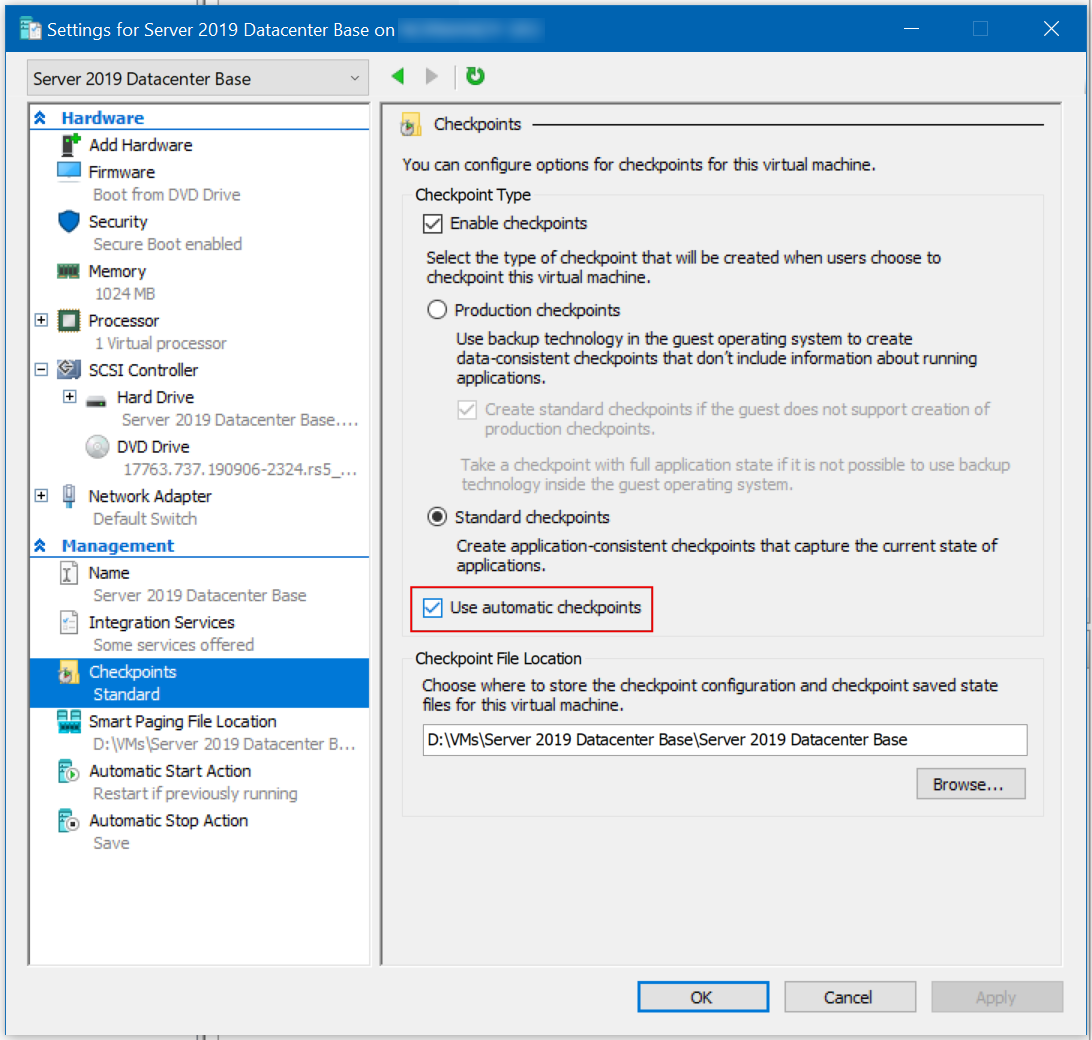 Settings for Server 2019 Datacenter Base on
Server 2019 Datacenter Base
Hardware
Add Hardware
Firmware
Boot from DVD Drive
Security
Secure Boot enabled
Memory
1024 MB
Processor
1 Virtual processor
SCSI Controller
Hard Drive
Server 2019 Datacenter Base....
DVD Drive
17763.737.190906-2324.rs5_...
Network Adapter
Default Switch
Management
Name
Server 2019 Datacenter Base
Integration Services
Some services offered
Checkpoints
Standard
Smart Paging File Location
D:\VMs\Server 2019 Datacenter B...
Automatic Start Action
Restart if previously running
Automatic Stop Action
Save
Checkpoints
You can configure options for checkpoints for this virtual machine.
Checkpoint Type
Enable checkpoints
Select the type of checkpoint that will be created when users choose to
checkpoint this virtual machine.
Production checkpoints
Use backup technology in the guest operating system to create
data-consistent checkpoints that don't include information about running
applications.
Create standard checkpoints if the guest does not support creation of
production checkpoints.
Take a checkpoint with full application state if it is not possible to use backup
technology inside the guest operating system.
Standard checkpoints
Create application-consistent checkpoints that capture the current state of
applications.
Use automatic checkpoints
Checkpoint File Location
Choose where to store the checkpoint configuration and checkpoint saved state
files for this virtual machine.
D:\VMs\Server 2019 Datacenter Base\Server 2019 Datacenter Base
Browse...
OK
Cancel
Apply